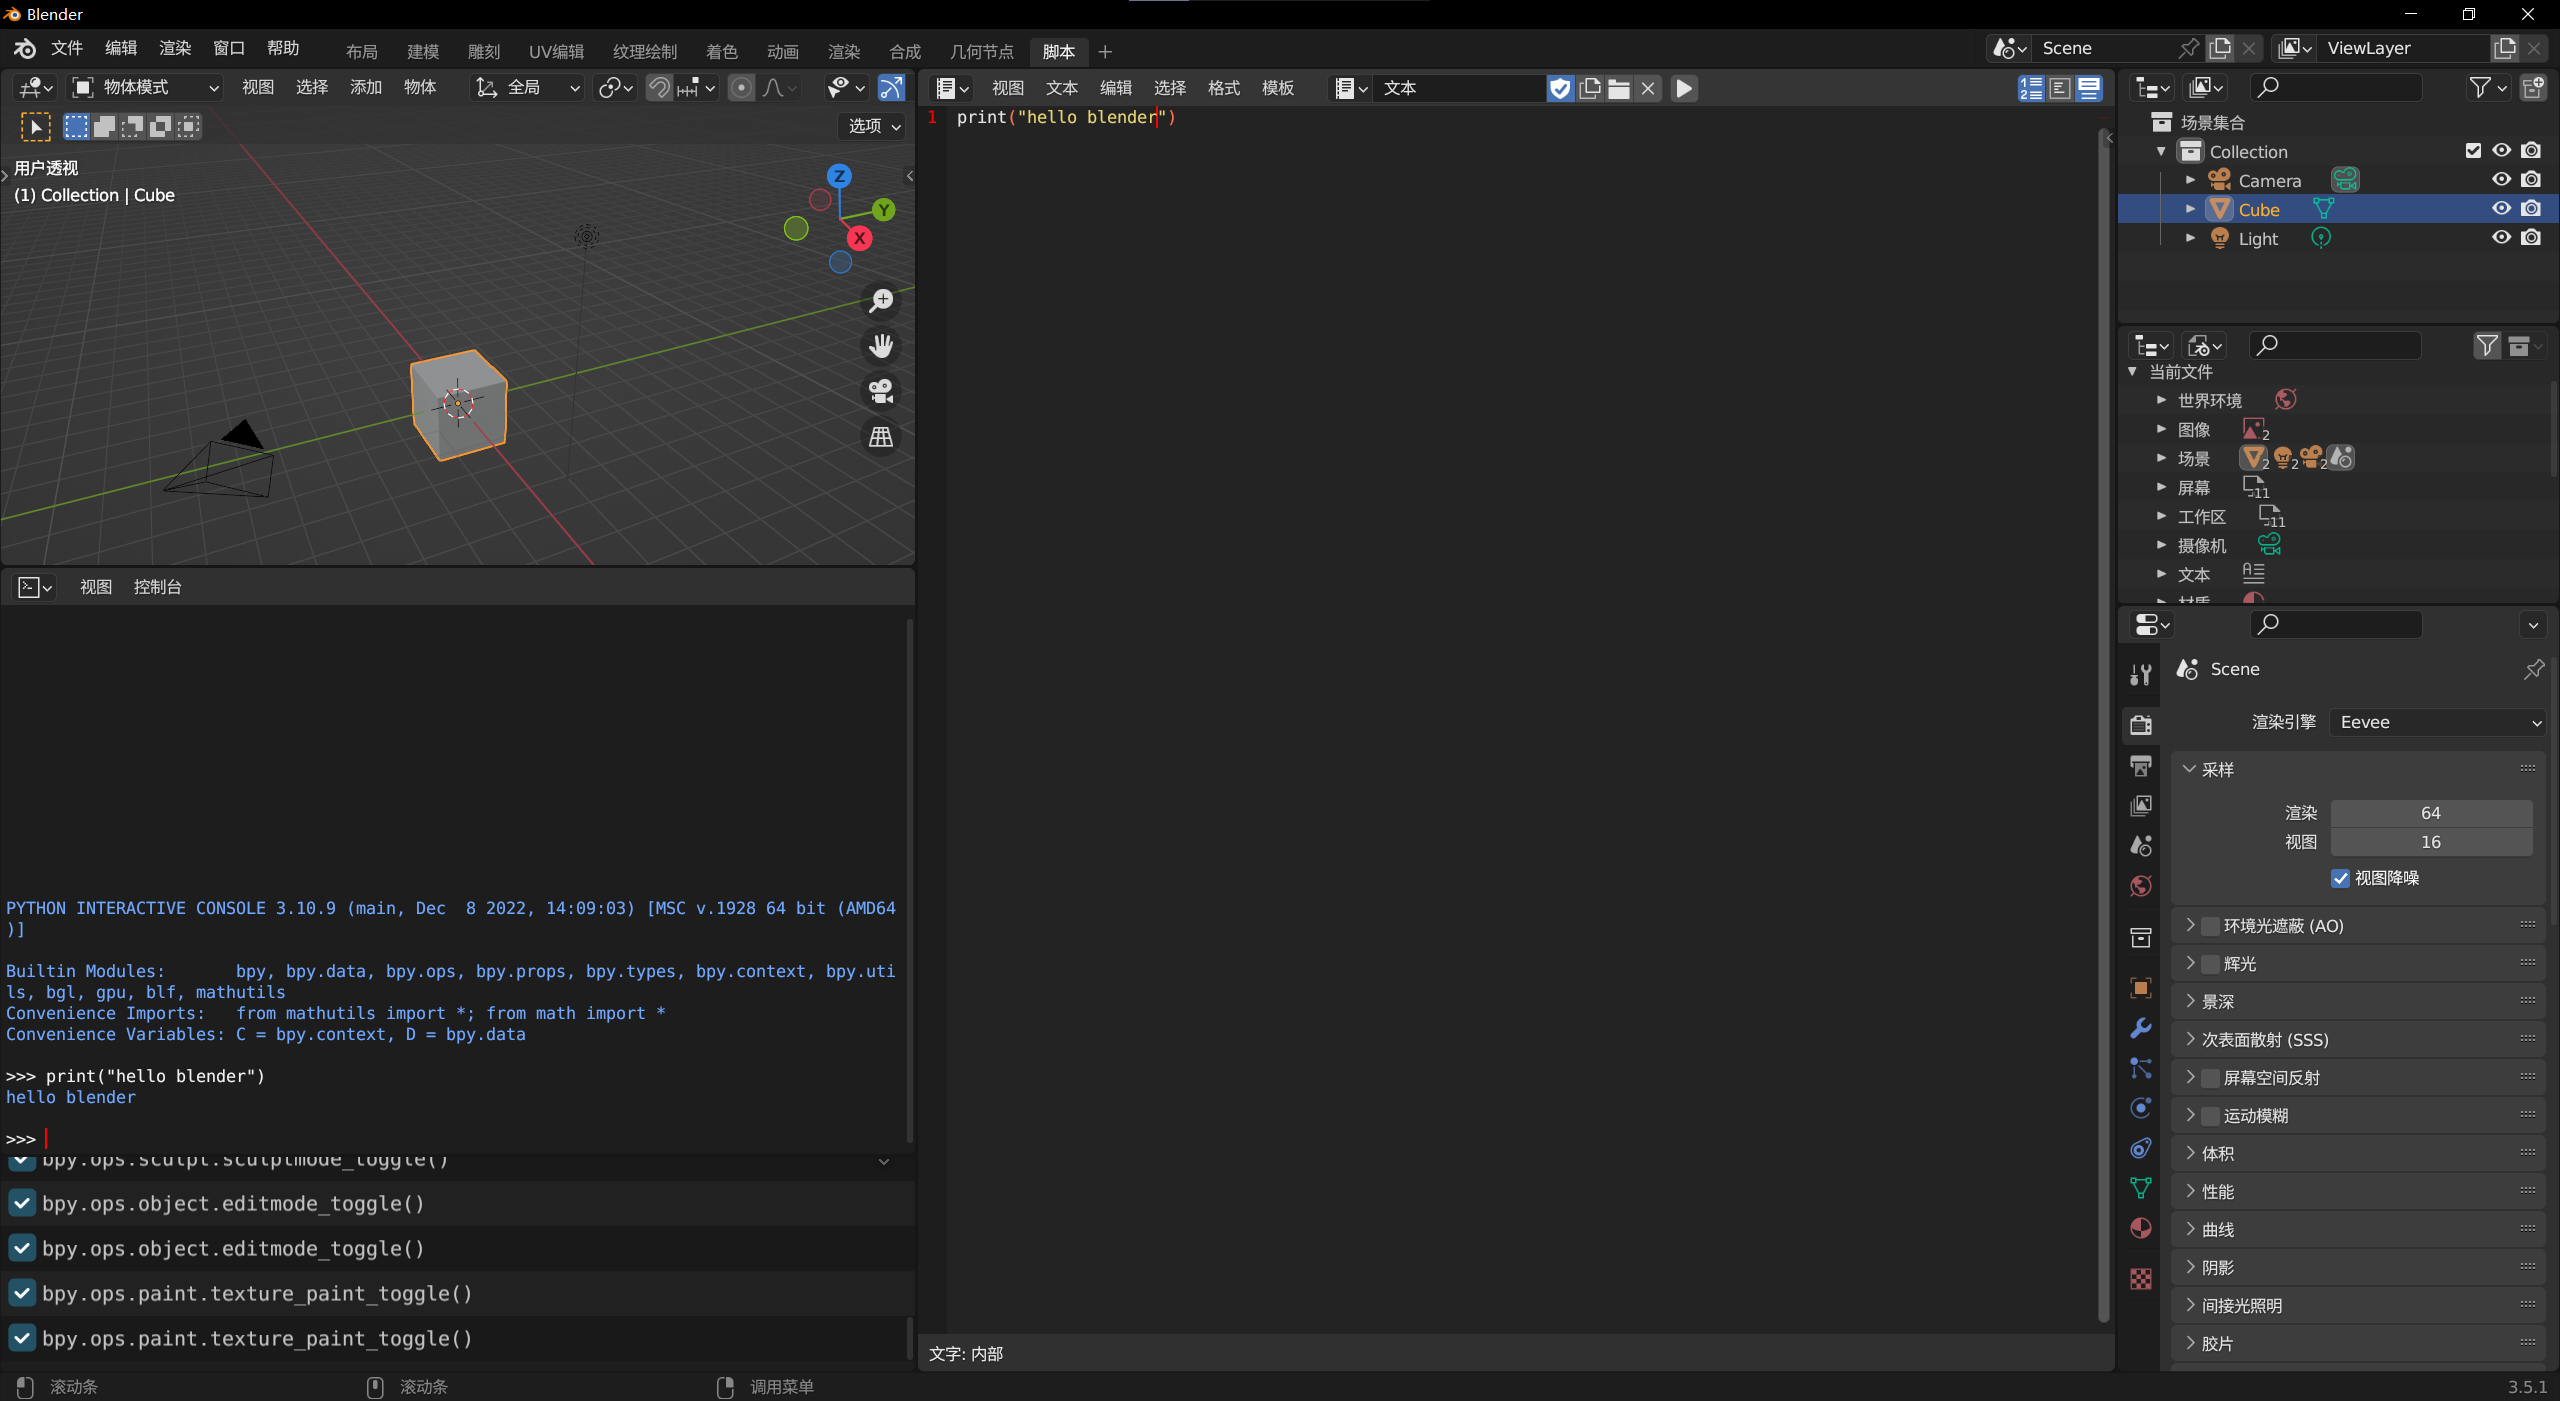 Blender
文件 编辑 渲染 窗口 帮助 布局 建模 雕刻 UV编辑 纹理绘制 着色 动画 渲染 合成 几何节点 脚本 +
Scene
ViewLayer
物体模式 视图 选择 添加 物体 全局
选项
用户透视
(1) Collection | Cube
Z
Y
X
视图 控制台
PYTHON INTERACTIVE CONSOLE 3.10.9 (main, Dec  8 2022, 14:09:03) [MSC v.1928 64 bit (AMD64
)]
Builtin Modules:       bpy, bpy.data, bpy.ops, bpy.props, bpy.types, bpy.context, bpy.uti
ls, bgl, gpu, blf, mathutils
Convenience Imports:   from mathutils import *; from math import *
Convenience Variables: C = bpy.context, D = bpy.data
>>> print("hello blender")
hello blender
>>>
bpy.ops.sculpt.sculptmode_toggle()
bpy.ops.object.editmode_toggle()
bpy.ops.object.editmode_toggle()
bpy.ops.paint.texture_paint_toggle()
bpy.ops.paint.texture_paint_toggle()
视图 文本 编辑 选择 格式 模板 文本
1 print("hello blender")
文字: 内部
场景集合
Collection
Camera
Cube
Light
当前文件
世界环境
图像 2
场景 2 2 2
屏幕 11
工作区 11
摄像机
文本
材质
Scene
渲染引擎 Eevee
采样
渲染 64
视图 16
视图降噪
环境光遮蔽 (AO)
辉光
景深
次表面散射 (SSS)
屏幕空间反射
运动模糊
体积
性能
曲线
阴影
间接光照明
胶片
滚动条 滚动条 调用菜单
3.5.1